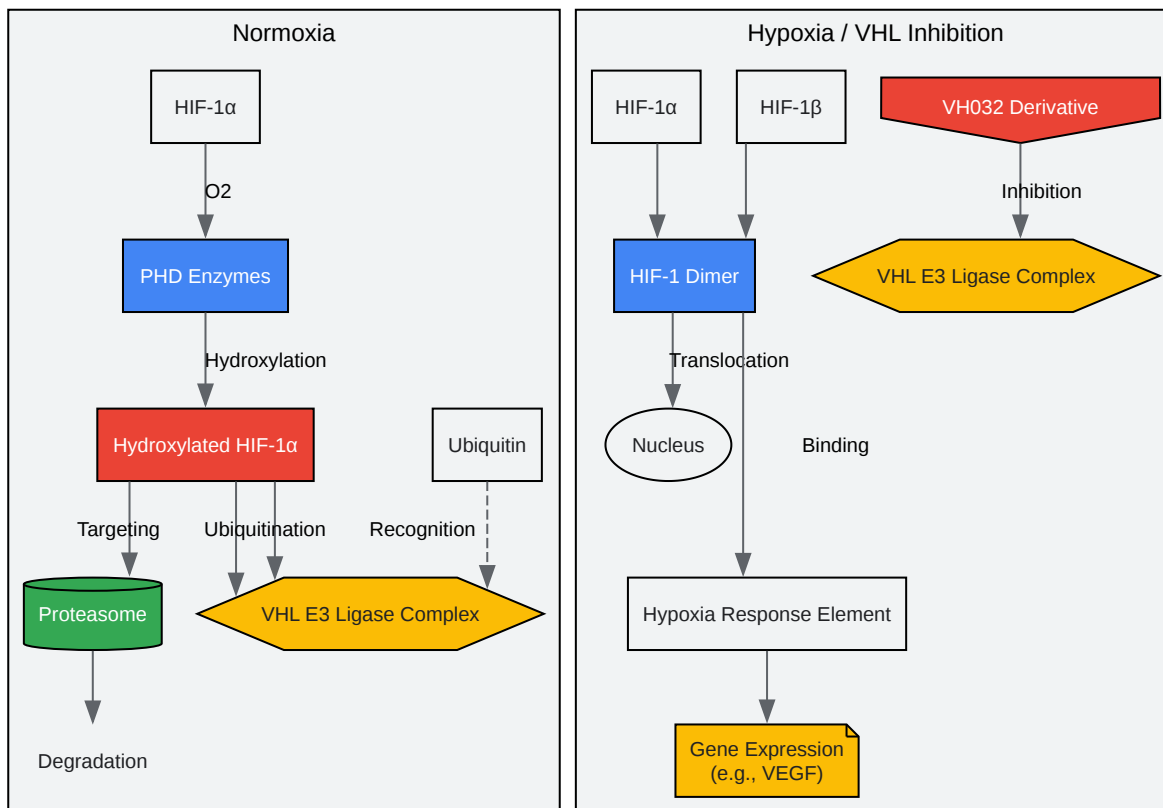 Normoxia
HIF-1α
O2
PHD Enzymes
Hydroxylation
Hydroxylated HIF-1α
Ubiquitin
Targeting
Ubiquitination
Recognition
Proteasome
VHL E3 Ligase Complex
Degradation
Hypoxia / VHL Inhibition
HIF-1α
HIF-1β
VH032 Derivative
Inhibition
HIF-1 Dimer
VHL E3 Ligase Complex
Translocation
Nucleus
Binding
Hypoxia Response Element
Gene Expression
(e.g., VEGF)